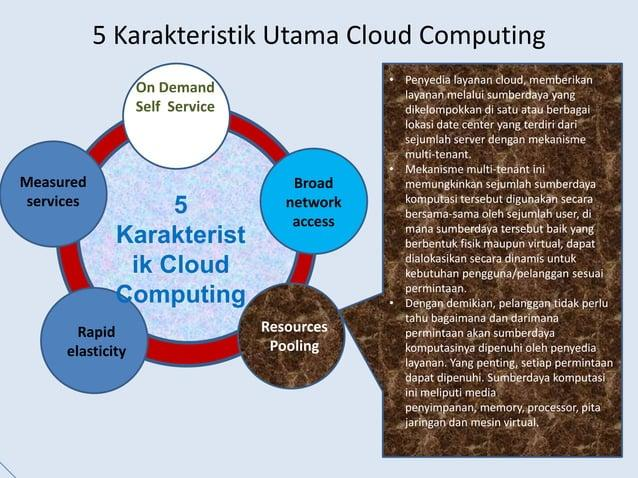 5 Karakteristik Utama Cloud Computing
On Demand
Self Service
Broad
network
access
Resources
Pooling
Rapid
elasticity
Measured
services
5
Karakterist
ik Cloud
Computing
• Penyedia layanan cloud, memberikan
layanan melalui sumberdaya yang
dikelompokkan di satu atau berbagai
lokasi date center yang terdiri dari
sejumlah server dengan mekanisme
multi-tenant.
• Mekanisme multi-tenant ini
memungkinkan sejumlah sumberdaya
komputasi tersebut digunakan secara
bersama-sama oleh sejumlah user, di
mana sumberdaya tersebut baik yang
berbentuk fisik maupun virtual, dapat
dialokasikan secara dinamis untuk
kebutuhan pengguna/pelanggan sesuai
permintaan.
• Dengan demikian, pelanggan tidak perlu
tahu bagaimana dan darimana
permintaan akan sumberdaya
komputasinya dipenuhi oleh penyedia
layanan. Yang penting, setiap permintaan
dapat dipenuhi. Sumberdaya komputasi
ini meliputi media
penyimpanan, memory, processor, pita
jaringan dan mesin virtual.